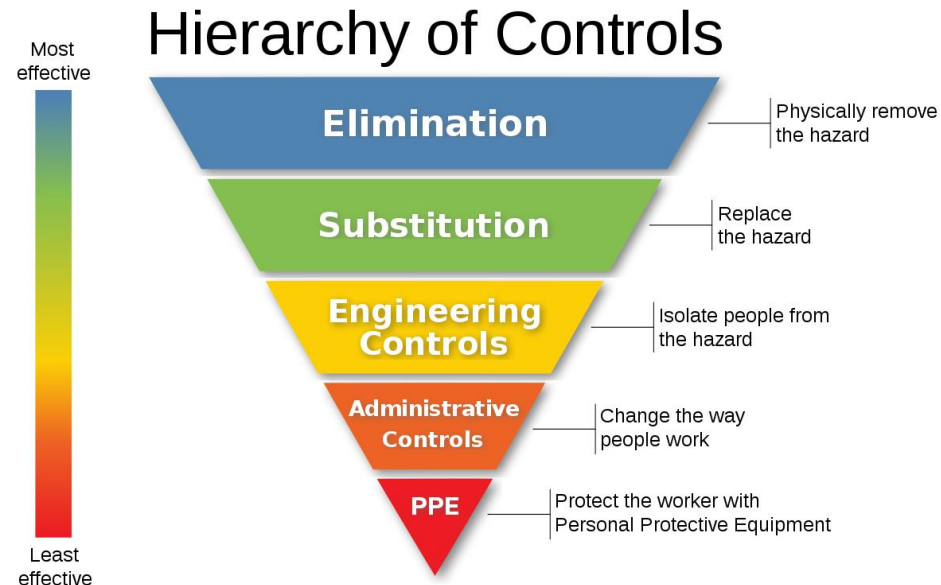 Hierarchy of Controls
Most
effective
Elimination
Physically remove
the hazard
Substitution
Replace
the hazard
Engineering
Controls
Isolate people from
the hazard
Administrative
Controls
Change the way
people work
PPE
Protect the worker with
Personal Protective Equipment
Least
effective